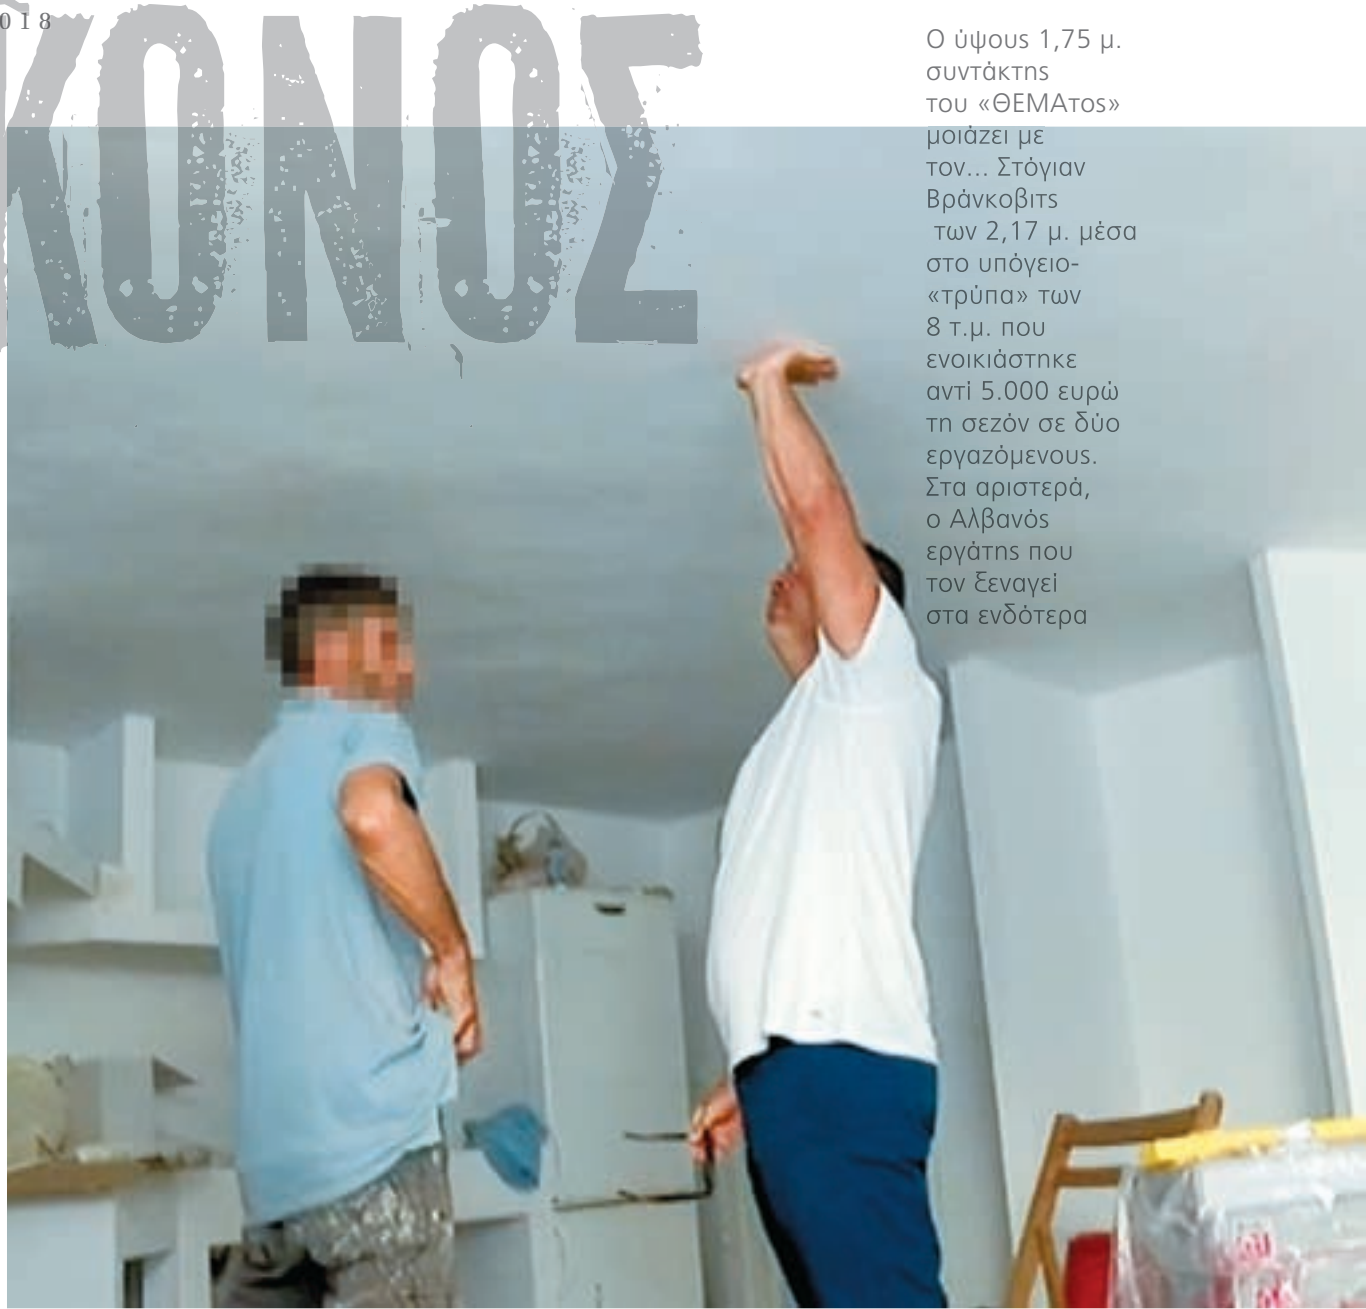 018
ΚΟΝΟΣ
Ο ύψους 1,75 μ.
συντάκτης
του «ΘΕΜΑτος»
μοιάζει με
τον... Στόγιαν
Βράνκοβιτς
των 2,17 μ. μέσα
στο υπόγειο-
«τρύπα» των
8 τ.μ. που
ενοικιάστηκε
αντί 5.000 ευρώ
τη σεζόν σε δύο
εργαζόμενους.
Στα αριστερά,
ο Αλβανός
εργάτης που
τον ξεναγεί
στα ενδότερα